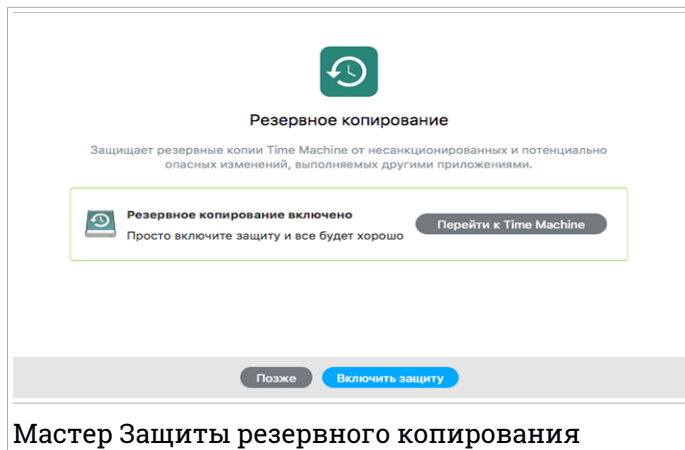 Резервное копирование
Защищает резервные копии Time Machine от несанкционированных и потенциально
опасных изменений, выполняемых другими приложениями.
Резервное копирование включено
Просто включите защиту и все будет хорошо
Перейти к Time Machine
Позже
Включить защиту
Мастер Защиты резервного копирования